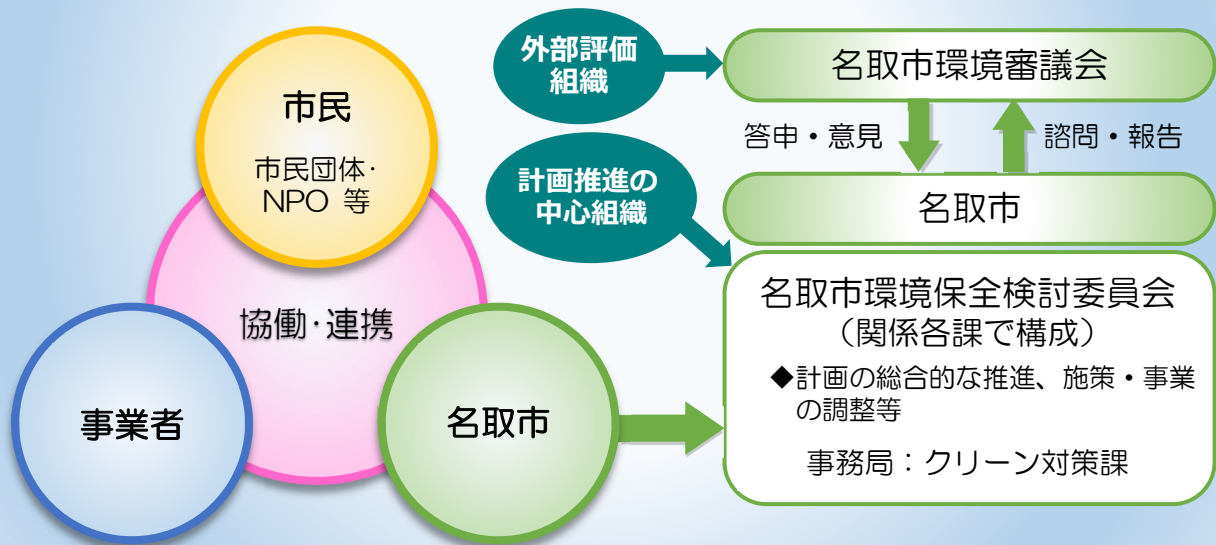 市民
市民団体・
NPO 等
協働・連携
事業者
名取市
外部評価
組織
計画推進の
中心組織
名取市環境審議会
答申・意見
諮問・報告
名取市
名取市環境保全検討委員会
（関係各課で構成）
◆計画の総合的な推進、施策・事業
の調整等
事務局：クリーン対策課